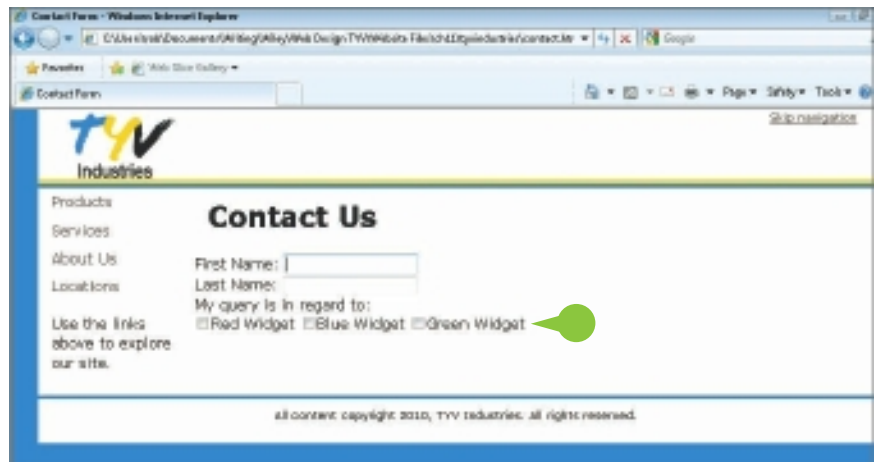 Contact Form - Windows Internet Explorer
Google
Favorites Web Slice Gallery
Contact Form
Page Safety Tools
Skip navigation
TYV
Industries
Products
Services
About Us
Locations
Use the links
above to explore
our site.
Contact Us
First Name:
Last Name:
My query is in regard to:
Red Widget Blue Widget Green Widget
All content copyright 2010, TYV Industries. All rights reserved.